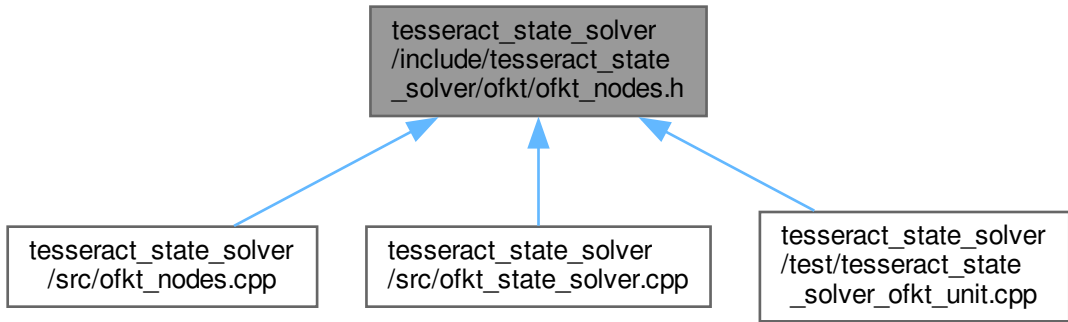 tesseract_state_solver
/include/tesseract_state
_solver/ofkt/ofkt_nodes.h
tesseract_state_solver
/src/ofkt_nodes.cpp
tesseract_state_solver
/src/ofkt_state_solver.cpp
tesseract_state_solver
/test/tesseract_state
_solver_ofkt_unit.cpp